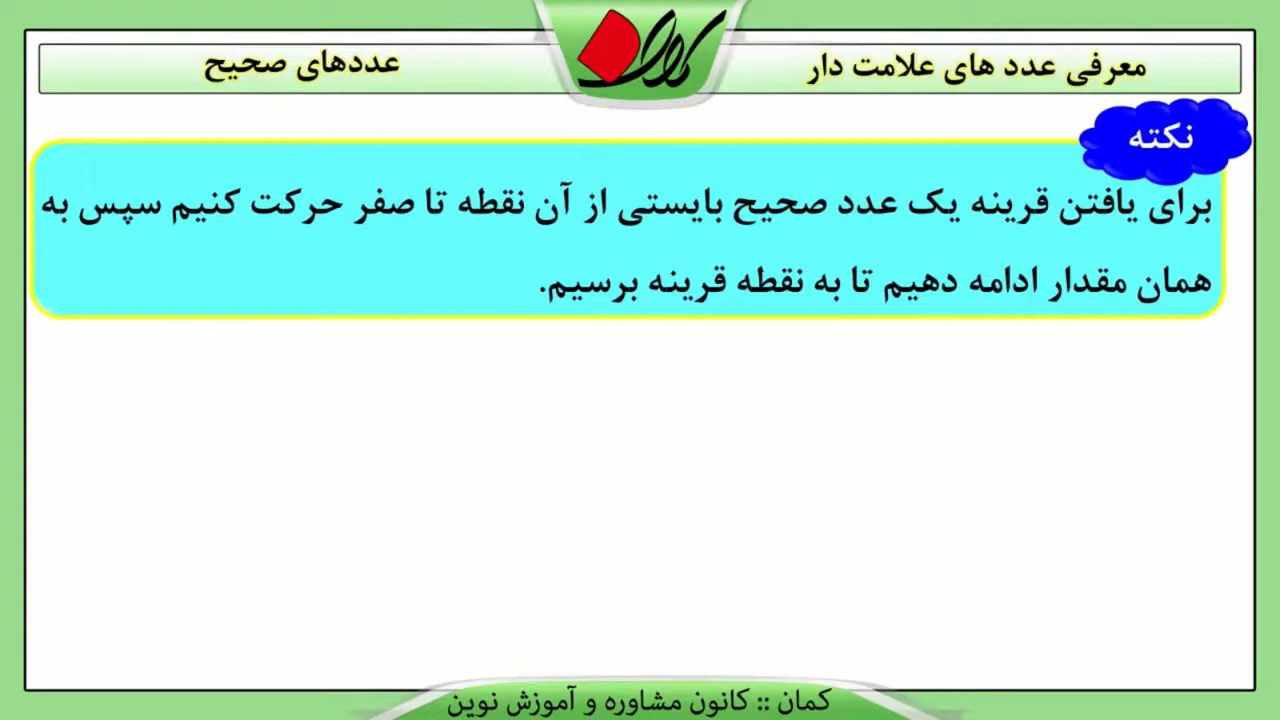 معرفی عدد های علامت دار
کمان
عددهای صحیح
نکته
برای یافتن قرینه یک عدد صحیح بایستی از آن نقطه تا صفر حرکت کنیم سپس به
همان مقدار ادامه دهیم تا به نقطه قرینه برسیم.
کمان :: کانون مشاوره و آموزش نوین